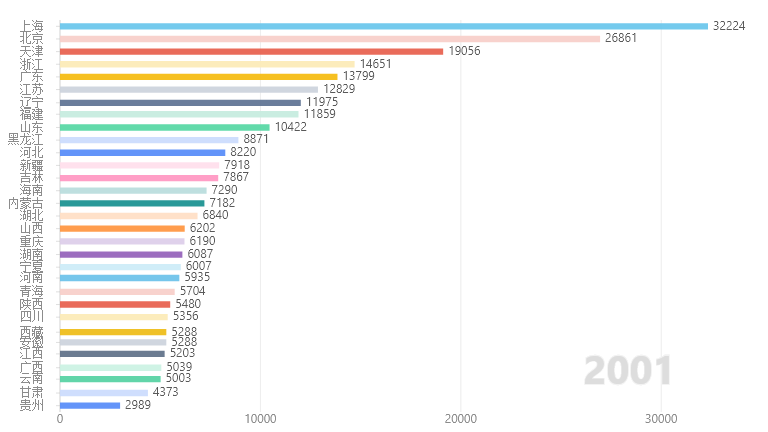 上海 32224
北京 26861
天津 19056
浙江 14651
广东 13799
江苏 12829
辽宁 11975
福建 11859
山东 10422
黑龙江 8871
河北 8220
新疆 7918
吉林 7867
海南 7290
内蒙古 7182
湖北 6840
山西 6202
重庆 6190
湖南 6087
宁夏 6007
河南 5935
青海 5704
陕西 5480
四川 5356
西藏 5288
安徽 5288
江西 5203
广西 5039
云南 5003
甘肃 4373
贵州 2989
2001
0 10000 20000 30000